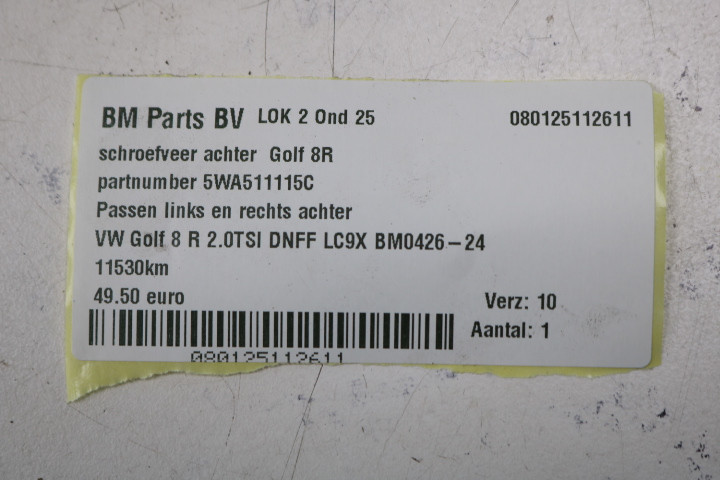 BM Parts BV LOK 2 Ond 25 080125112611
schroefveer achter Golf 8R
partnumber 5WA511115C
Passen links en rechts achter
VW Golf 8 R 2.0TSI DNFF LC9X BM0426-24
11530km
49.50 euro Verz: 10
Aantal: 1
080125112611